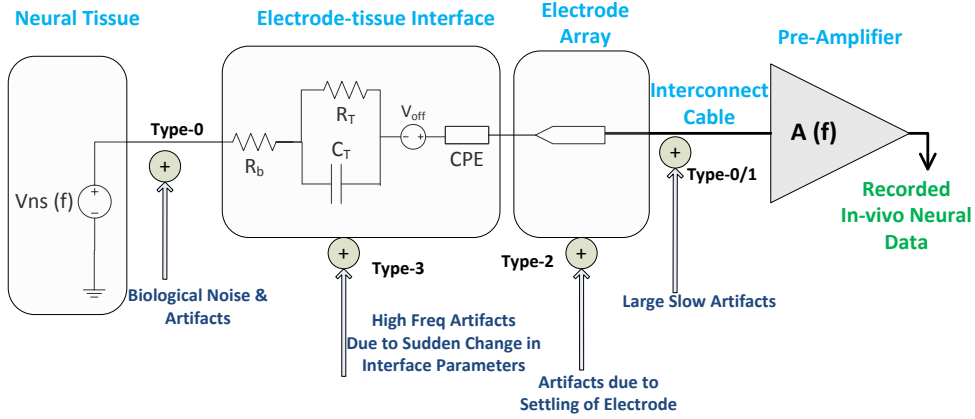 Neural Tissue
Electrode-tissue Interface
Electrode
Array
Pre-Amplifier
Interconnect
Cable
Type-0
R_T
V_off
C_T
R_b
CPE
A (f)
Vns (f)
+
−
+
−
+
+
Type-0/1
Recorded
In-vivo Neural
Data
+
Type-3
Type-2
+
Biological Noise &
Artifacts
High Freq Artifacts
Due to Sudden Change in
Interface Parameters
Large Slow Artifacts
Artifacts due to
Settling of Electrode